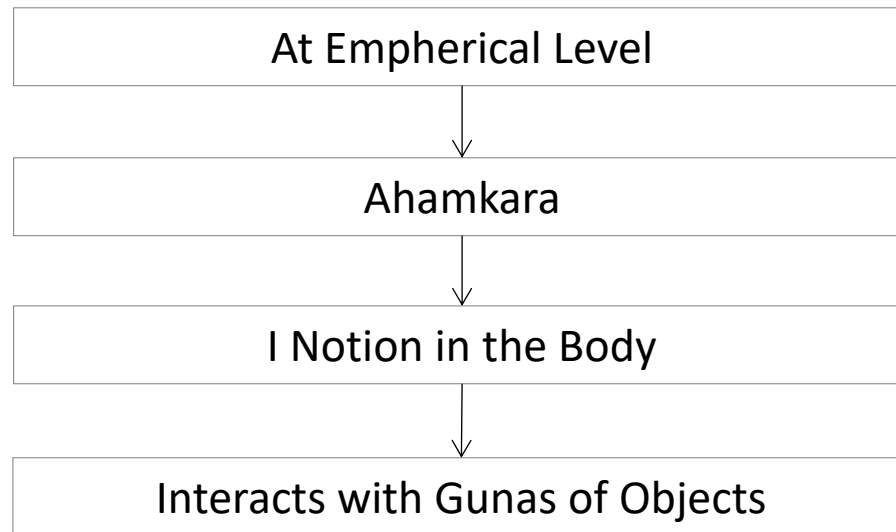 At Empherical Level
Ahamkara
I Notion in the Body
Interacts with Gunas of Objects